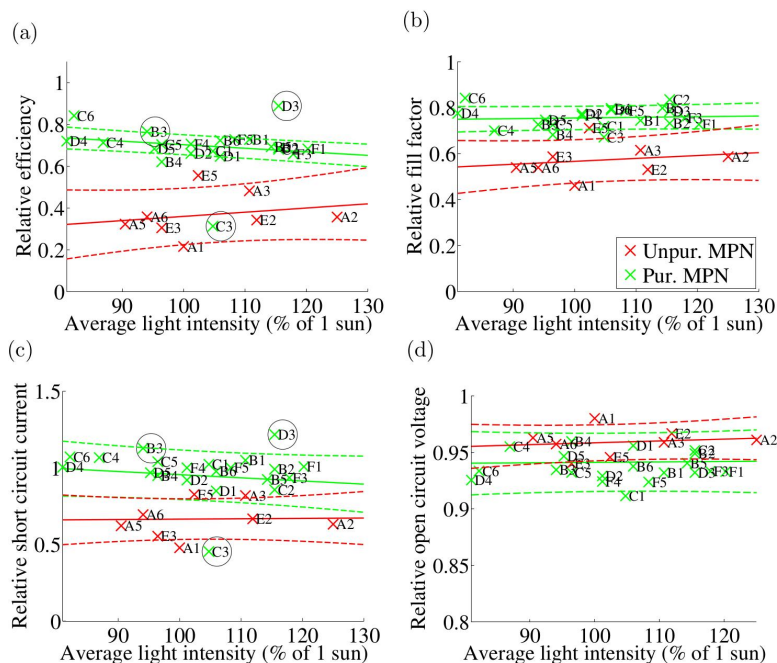 (a)
Relative efficiency
1
0.8
0.6
0.4
0.2
0
90
100
110
120
130
Average light intensity (% of 1 sun)
C6
D4
C4
B3
C5
D5
B4
F4
D2
E5
B6
C1
D1
F5
B1
D3
F3
F1
A5
A6
E3
A1
C3
A3
E2
A2
(b)
Relative fill factor
1
0.8
0.6
0.4
0.2
0
90
100
110
120
130
Average light intensity (% of 1 sun)
C6
D4
C4
D5
B3
C5
B4
D2
E5
B6
F5
C1
C3
B1
C2
B5
D3
B2
F3
F1
A5
A6
E3
A1
A3
E2
A2
Unpur. MPN
Pur. MPN
(c)
Relative short circuit current
1.5
1
0.5
0
90
100
110
120
130
Average light intensity (% of 1 sun)
C6
D4
C4
B3
C5
D5
B4
F4
D2
E5
C1
B6
F5
D1
B1
D3
B2
B5
F3
C2
F1
A6
A5
E3
A1
C3
A3
E2
A2
(d)
Relative open circuit voltage
1
0.95
0.9
0.85
0.8
90
100
110
120
Average light intensity (% of 1 sun)
D4
C6
C4
A5
A6
B4
D5
E3
B3
C5
A1
E5
D2
F4
C1
D1
B6
F5
E2
A3
B1
B5
D3
F3
F1
A2